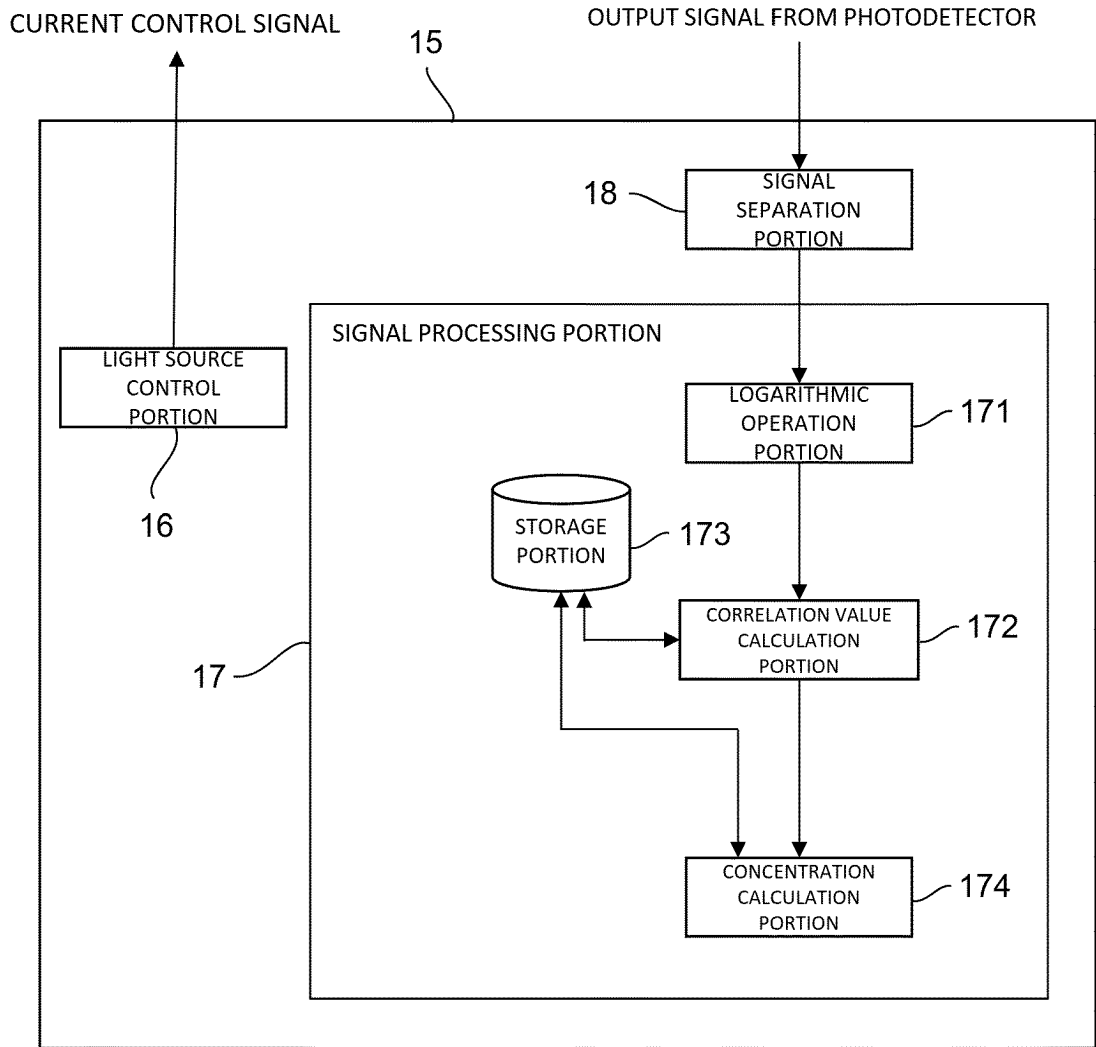 CURRENT CONTROL SIGNAL
OUTPUT SIGNAL FROM PHOTODETECTOR
15
18
SIGNAL
SEPARATION
PORTION
SIGNAL PROCESSING PORTION
LIGHT SOURCE
CONTROL
PORTION
16
LOGARITHMIC
OPERATION
PORTION
171
STORAGE
PORTION
173
CORRELATION VALUE
CALCULATION
PORTION
172
17
CONCENTRATION
CALCULATION
PORTION
174